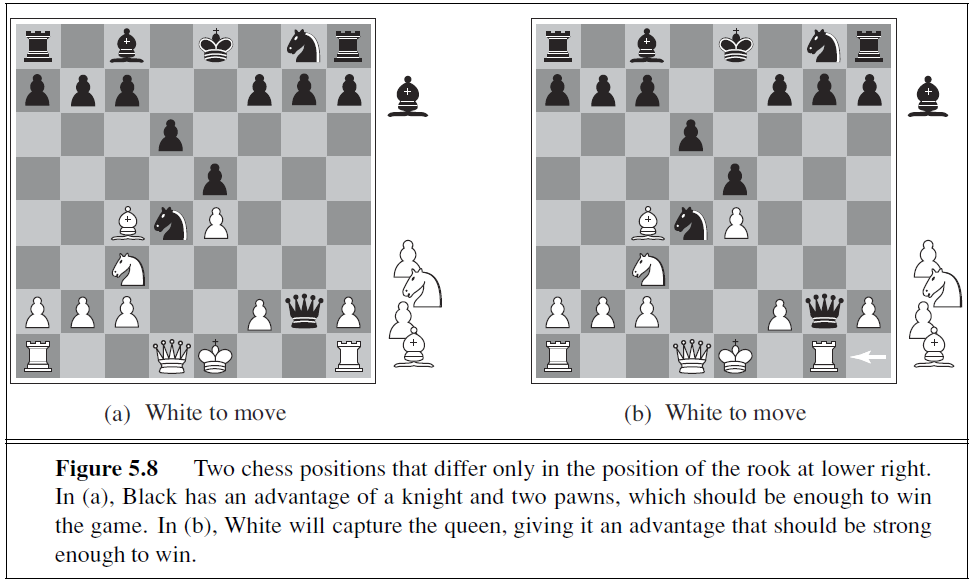 (a) White to move
(b) White to move
Figure 5.8 Two chess positions that differ only in the position of the rook at lower right.
In (a), Black has an advantage of a knight and two pawns, which should be enough to win
the game. In (b), White will capture the queen, giving it an advantage that should be strong
enough to win.